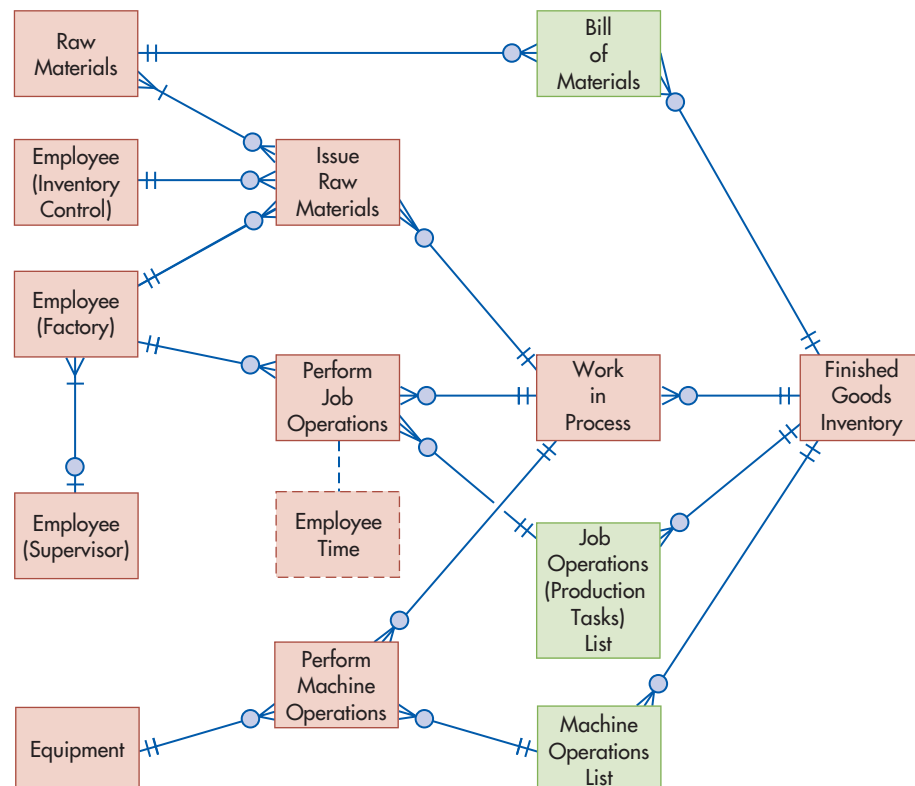 Raw
Materials
Bill
of
Materials
Employee
(Inventory
Control)
Issue
Raw
Materials
Employee
(Factory)
Perform
Job
Operations
Work
in
Process
Finished
Goods
Inventory
Employee
(Supervisor)
Employee
Time
Job
Operations
(Production
Tasks)
List
Perform
Machine
Operations
Equipment
Machine
Operations
List